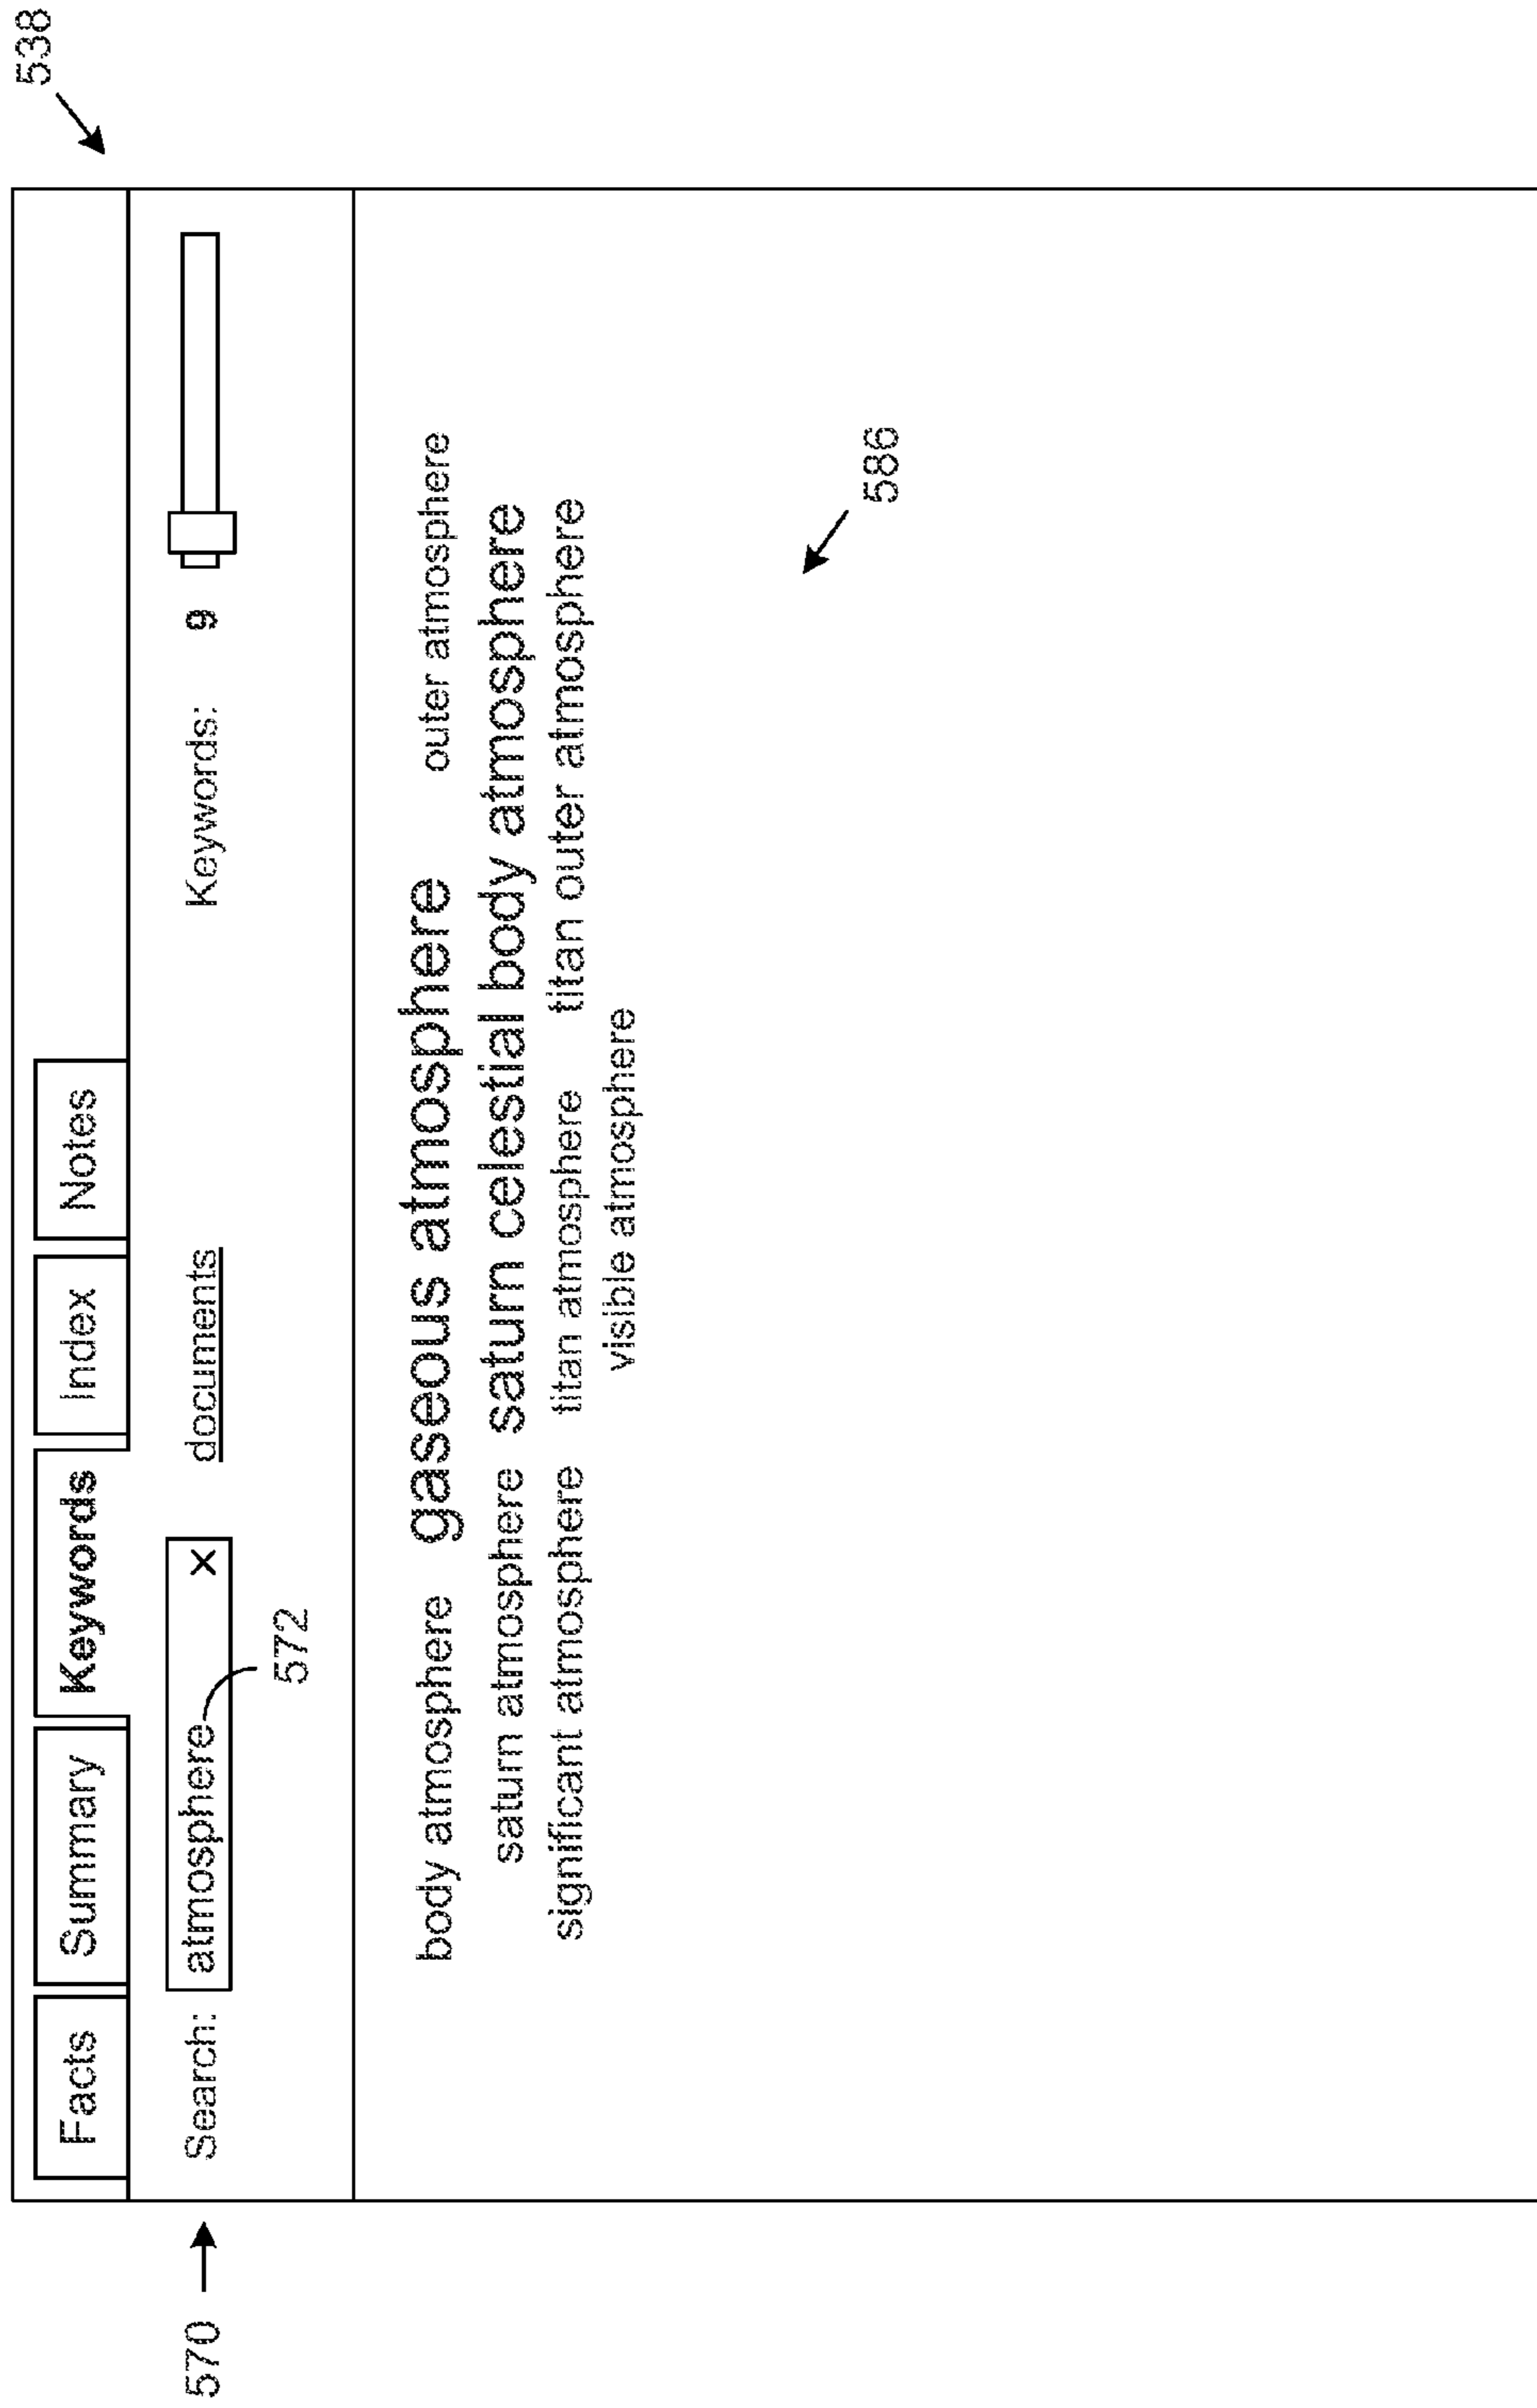 538
Facts Summary Keywords Index Notes
570 Search: atmosphere X documents Keywords: 9
572
body atmosphere gaseous atmosphere outer atmosphere
saturn atmosphere saturn celestial body atmosphere
significant atmosphere titan atmosphere titan outer atmosphere
visible atmosphere
586